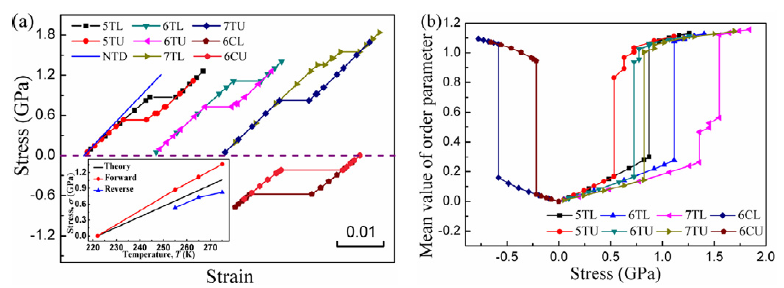 (a)
5TL 6TL 7TU
5TU 6TU 6CL
NTD 7TL 6CU
Stress (GPa)
1.8
1.2
0.6
0.0
-0.6
-1.2
0.01
Strain
Theory
Forward
Reverse
Stress, σ (GPa)
1.2
0.9
0.6
0.3
0.0
220 230 240 250 260 270
Temperature, T (K)
(b)
Mean value of order parameter
1.2
1.0
0.8
0.6
0.4
0.2
0.0
-0.2
5TL 6TL 7TL 6CL
5TU 6TU 7TU 6CU
-0.5 0.0 0.5 1.0 1.5 2.0
Stress (GPa)